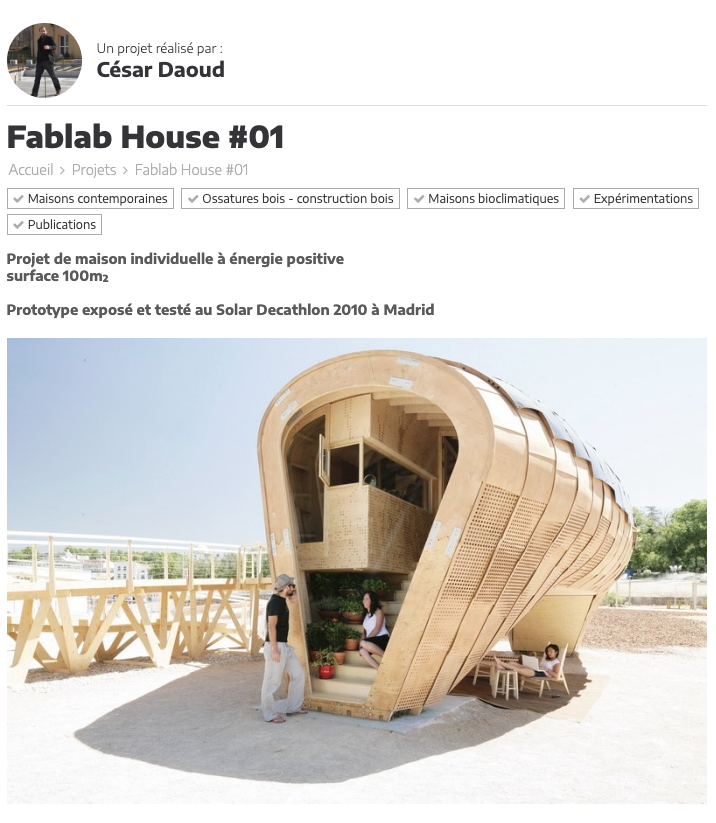 Un projet réalisé par :
César Daoud
Fablab House #01
Accueil > Projets > Fablab House #01
✔ Maisons contemporaines ✔ Ossatures bois - construction bois ✔ Maisons bioclimatiques ✔ Expérimentations
✔ Publications
Projet de maison individuelle à énergie positive
surface 100m₂
Prototype exposé et testé au Solar Decathlon 2010 à Madrid